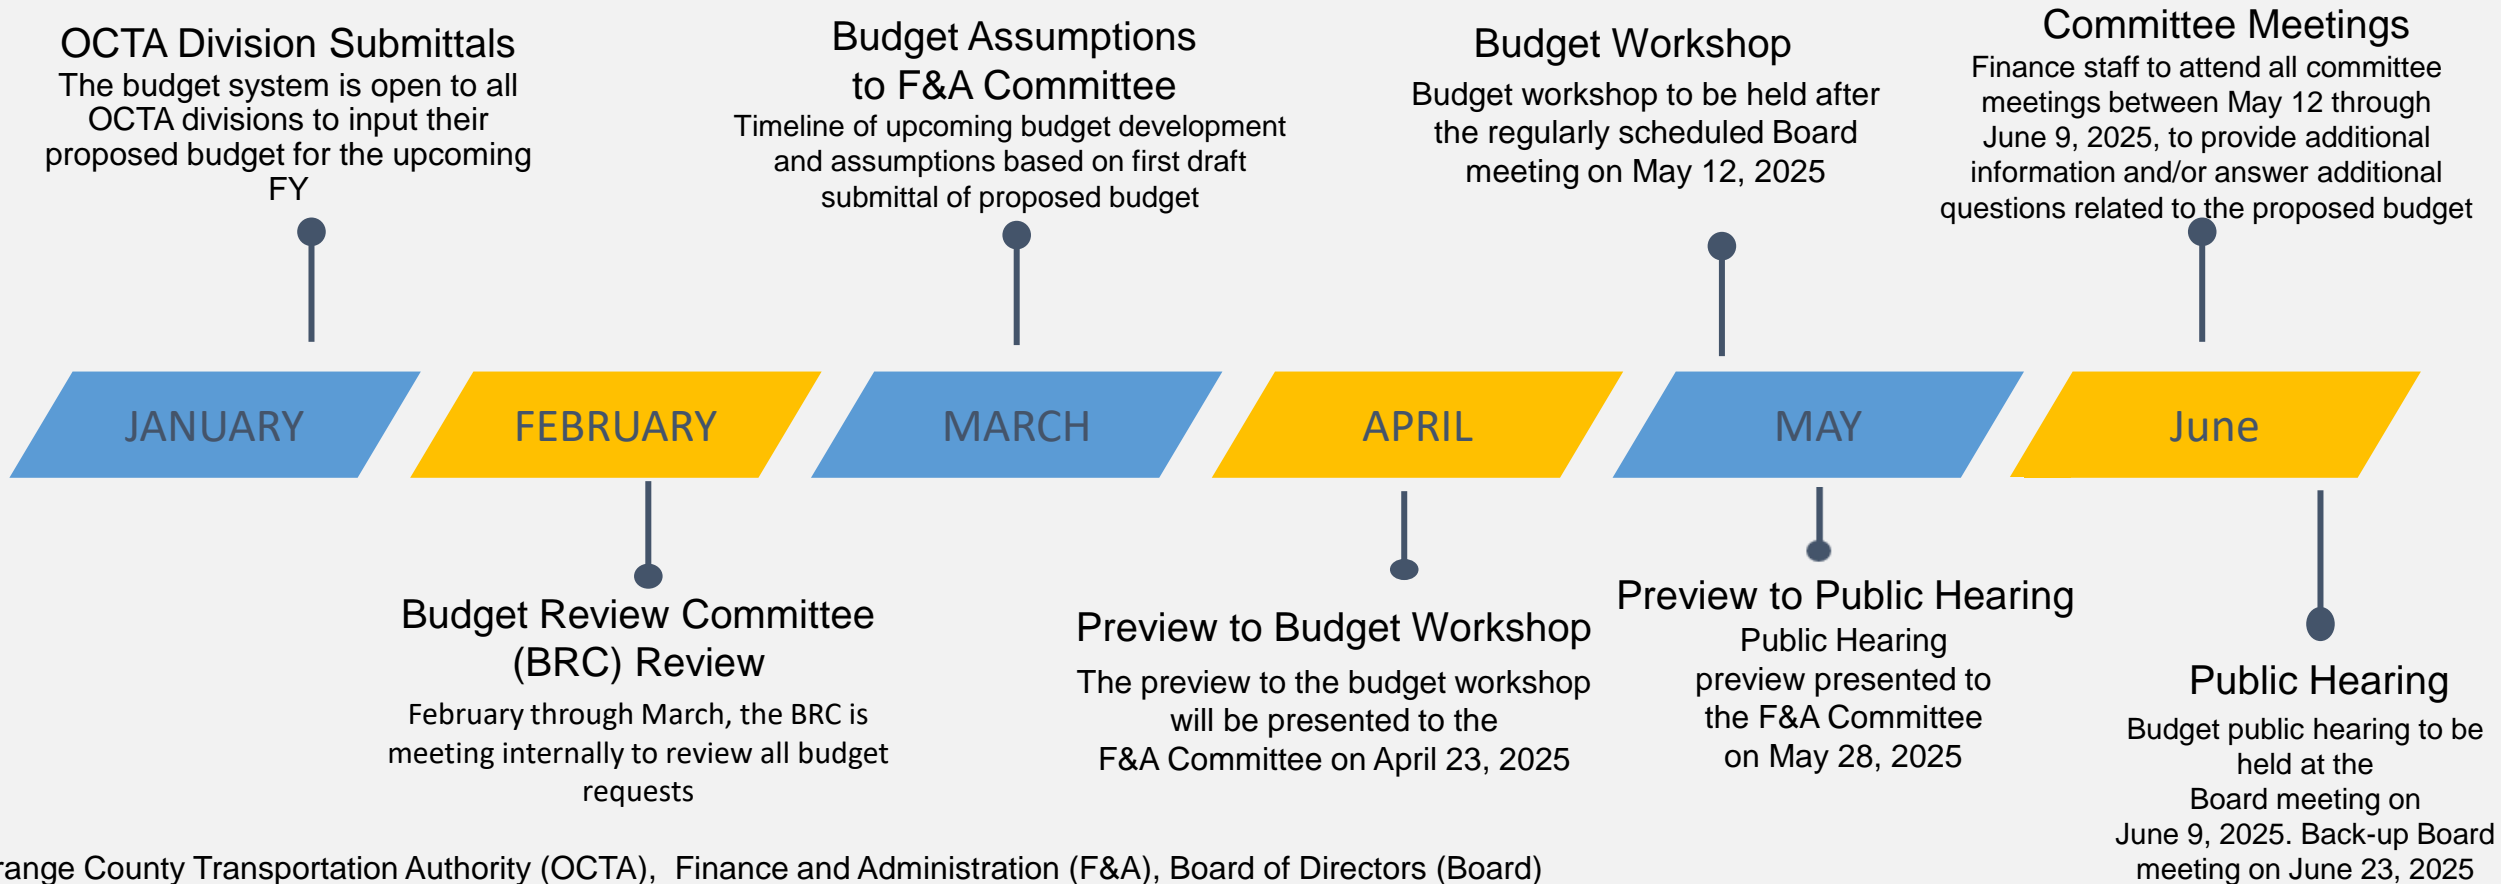 OCTA Division Submittals
The budget system is open to all
OCTA divisions to input their
proposed budget for the upcoming
FY
Budget Assumptions
to F&A Committee
Timeline of upcoming budget development
and assumptions based on first draft
submittal of proposed budget
Budget Workshop
Budget workshop to be held after
the regularly scheduled Board
meeting on May 12, 2025
Committee Meetings
Finance staff to attend all committee
meetings between May 12 through
June 9, 2025, to provide additional
information and/or answer additional
questions related to the proposed budget
JANUARY
FEBRUARY
MARCH
APRIL
MAY
June
Budget Review Committee
(BRC) Review
February through March, the BRC is
meeting internally to review all budget
requests
Preview to Budget Workshop
The preview to the budget workshop
will be presented to the
F&A Committee on April 23, 2025
Preview to Public Hearing
Public Hearing
preview presented to
the F&A Committee
on May 28, 2025
Public Hearing
Budget public hearing to be
held at the
Board meeting on
June 9, 2025. Back-up Board
meeting on June 23, 2025
range County Transportation Authority (OCTA), Finance and Administration (F&A), Board of Directors (Board)